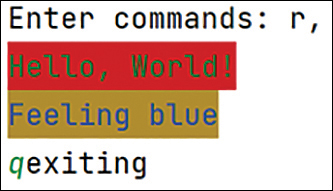 Enter commands: r,
Hello, World!
Feeling blue
qexiting